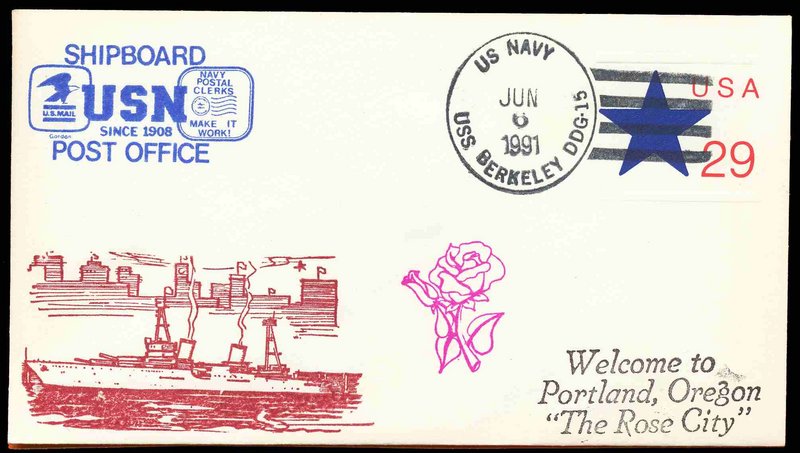 SHIPBOARD
U.S. MAIL
USN
SINCE 1908
NAVY
POSTAL
CLERKS
MAKE IT
WORK!
Gordon
POST OFFICE
US NAVY
JUN
6
1991
USS BERKELEY DDG-15
USA
29
Welcome to
Portland, Oregon
"The Rose City"